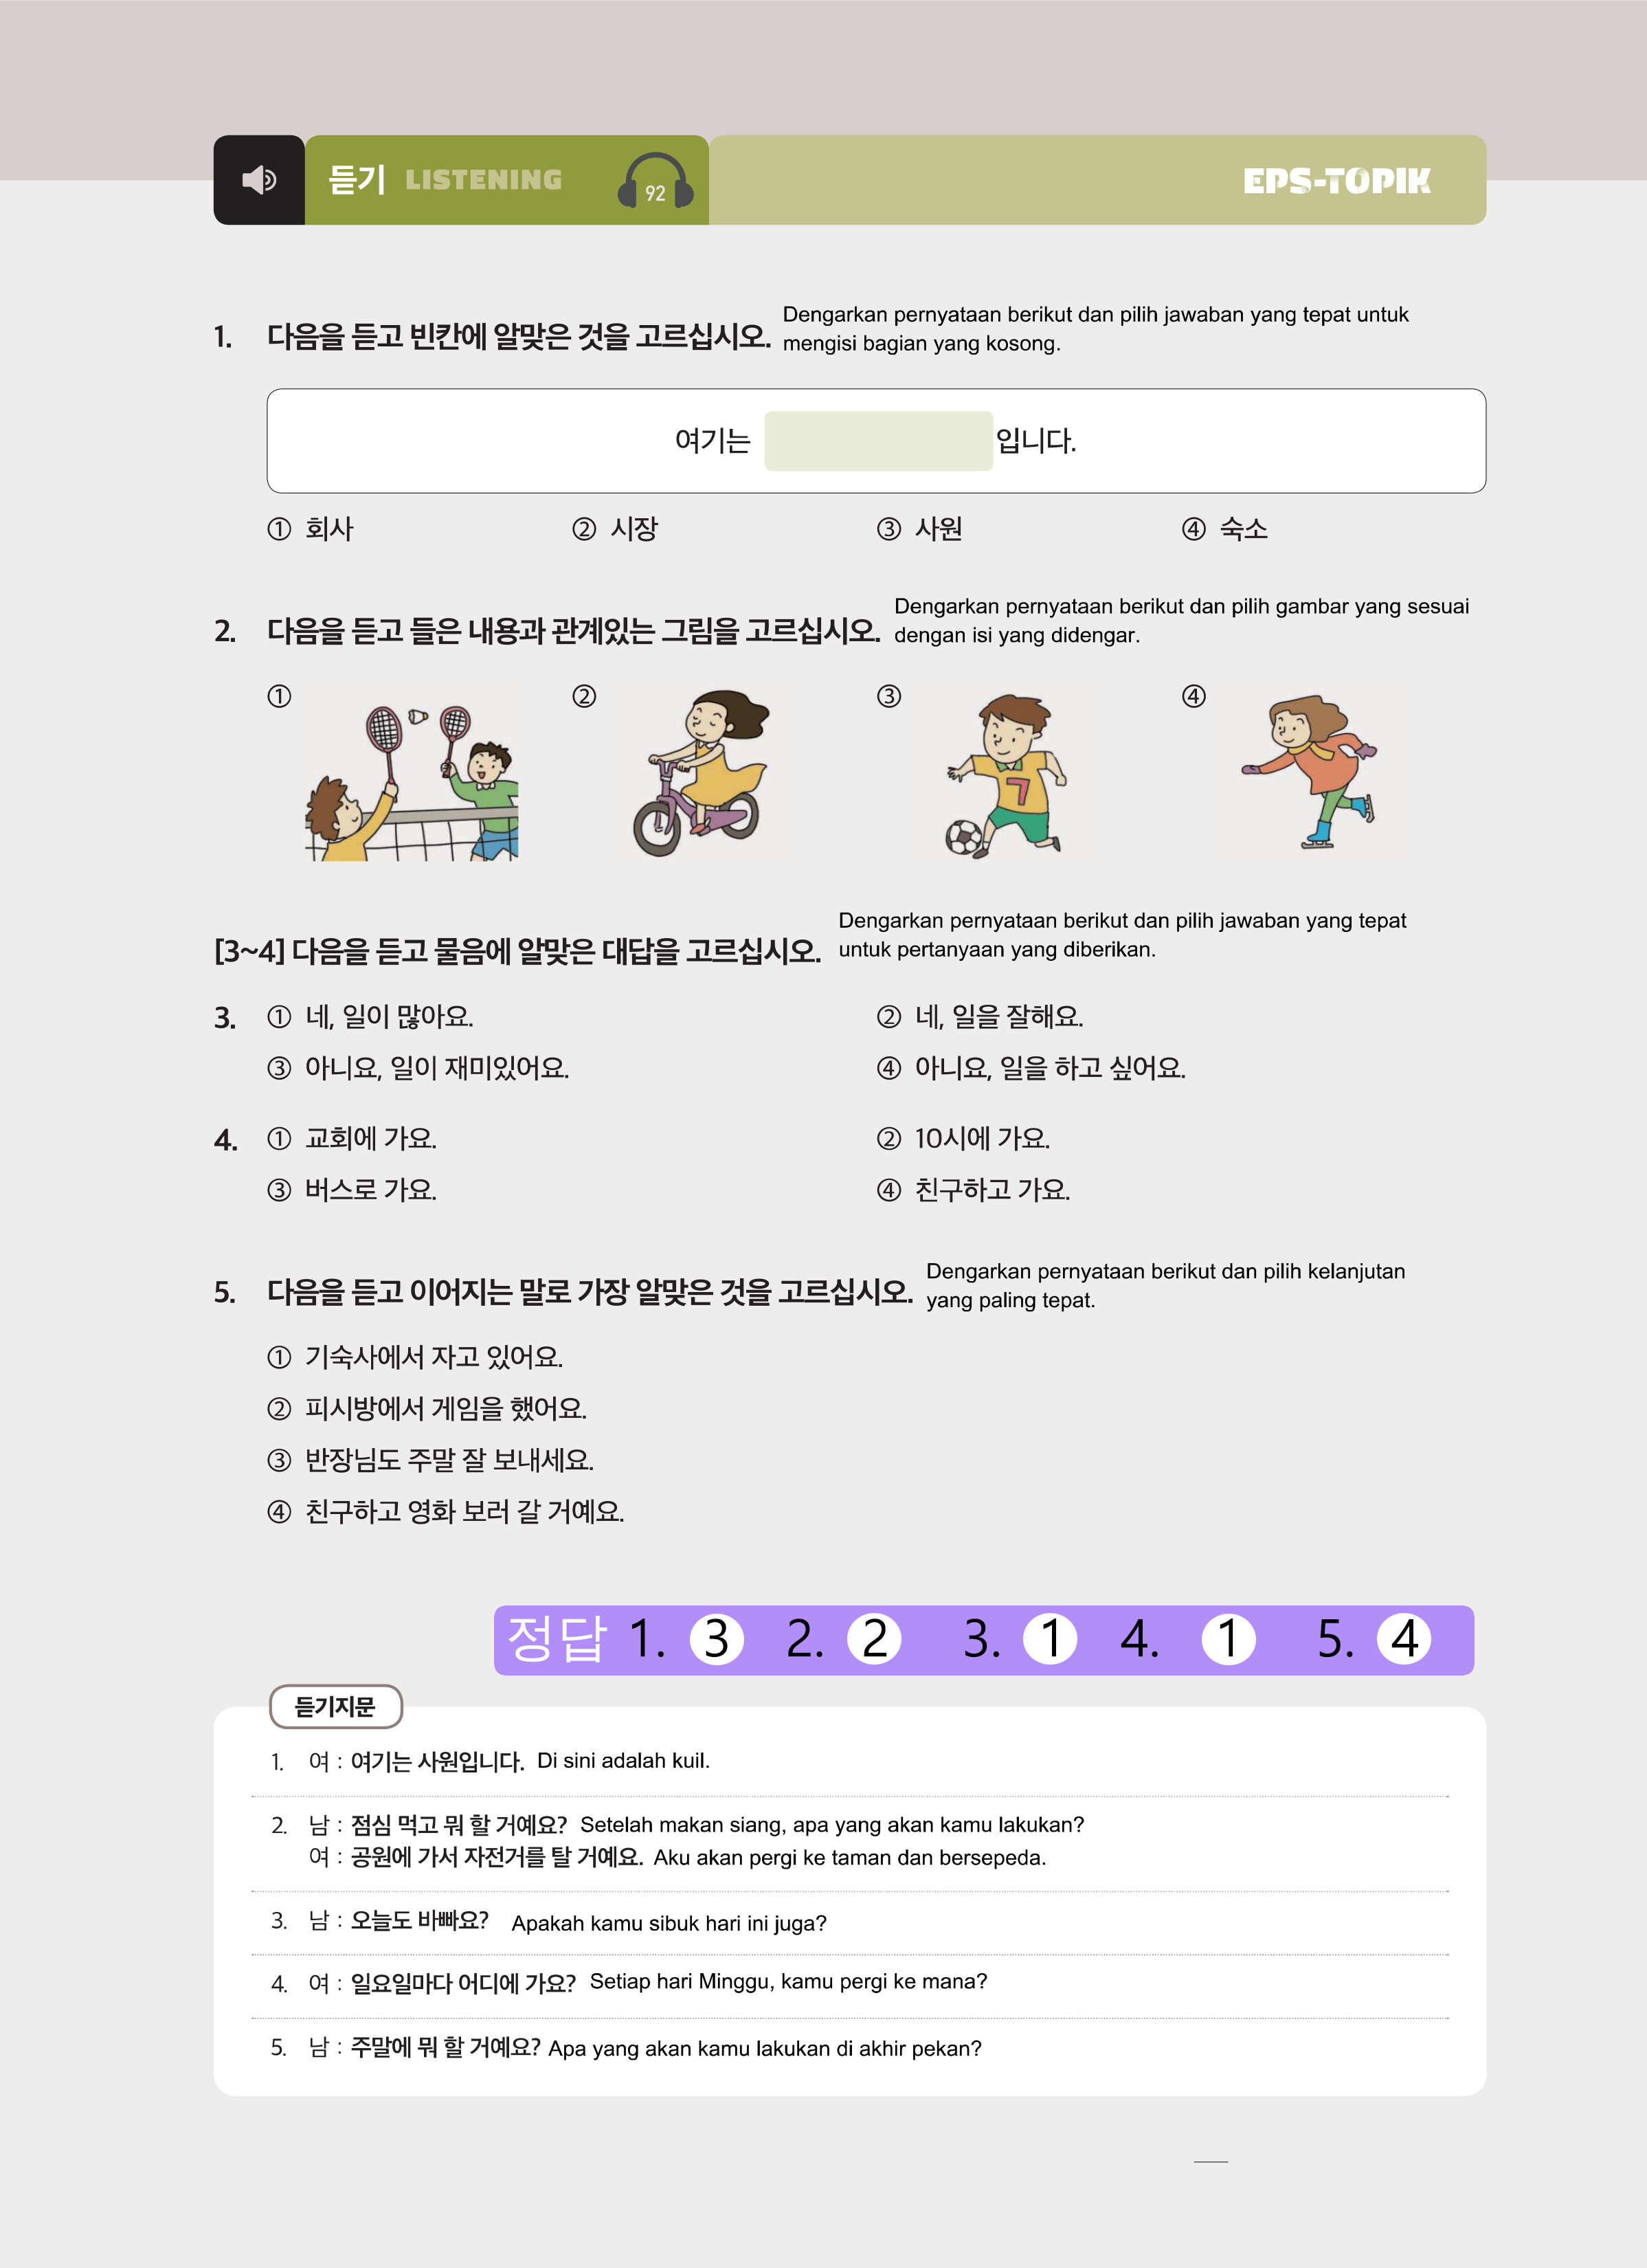 듣기 LISTENING 92 EPS-TOPIK
1. 다음을 듣고 빈칸에 알맞은 것을 고르십시오. Dengarkan pernyataan berikut dan pilih jawaban yang tepat untuk
mengisi bagian yang kosong.
여기는 입니다.
① 회사 ② 시장 ③ 사원 ④ 숙소
2. 다음을 듣고 들은 내용과 관계있는 그림을 고르십시오. Dengarkan pernyataan berikut dan pilih gambar yang sesuai
dengan isi yang didengar.
① ② ③ ④
7
[3~4] 다음을 듣고 물음에 알맞은 대답을 고르십시오. Dengarkan pernyataan berikut dan pilih jawaban yang tepat
untuk pertanyaan yang diberikan.
3. ① 네, 일이 많아요. ② 네, 일을 잘해요.
③ 아니요, 일이 재미있어요. ④ 아니요, 일을 하고 싶어요.
4. ① 교회에 가요. ② 10시에 가요.
③ 버스로 가요. ④ 친구하고 가요.
5. 다음을 듣고 이어지는 말로 가장 알맞은 것을 고르십시오. Dengarkan pernyataan berikut dan pilih kelanjutan
yang paling tepat.
① 기숙사에서 자고 있어요.
② 피시방에서 게임을 했어요.
③ 반장님도 주말 잘 보내세요.
④ 친구하고 영화 보러 갈 거예요.
정답 1. 3 2. 2 3. 1 4. 1 5. 4
듣기지문
1. 여 : 여기는 사원입니다. Di sini adalah kuil.
2. 남 : 점심 먹고 뭐 할 거예요? Setelah makan siang, apa yang akan kamu lakukan?
여 : 공원에 가서 자전거를 탈 거예요. Aku akan pergi ke taman dan bersepeda.
3. 남 : 오늘도 바빠요? Apakah kamu sibuk hari ini juga?
4. 여 : 일요일마다 어디에 가요? Setiap hari Minggu, kamu pergi ke mana?
5. 남 : 주말에 뭐 할 거예요? Apa yang akan kamu lakukan di akhir pekan?